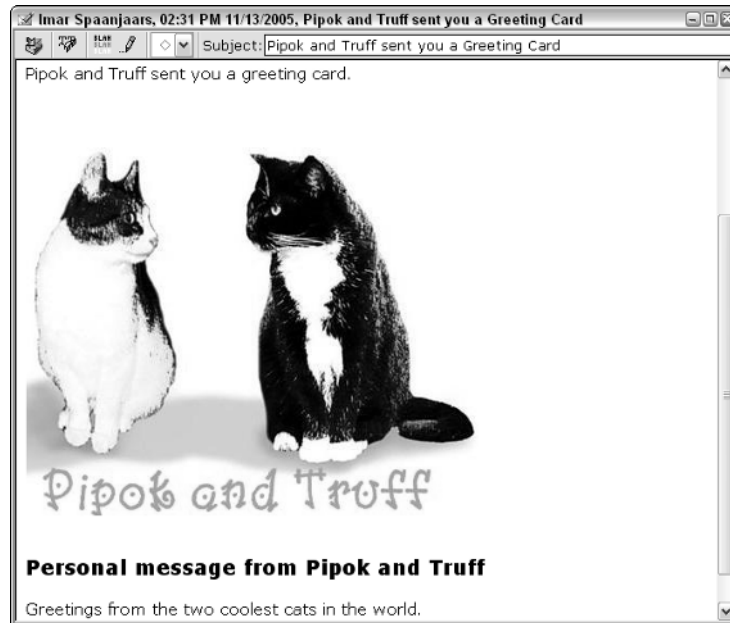 Imar Spaanjaars, 02:31 PM 11/13/2005, Pipok and Truff sent you a Greeting Card
Subject: Pipok and Truff sent you a Greeting Card
Pipok and Truff sent you a greeting card.
Pipok and Truff
Personal message from Pipok and Truff
Greetings from the two coolest cats in the world.